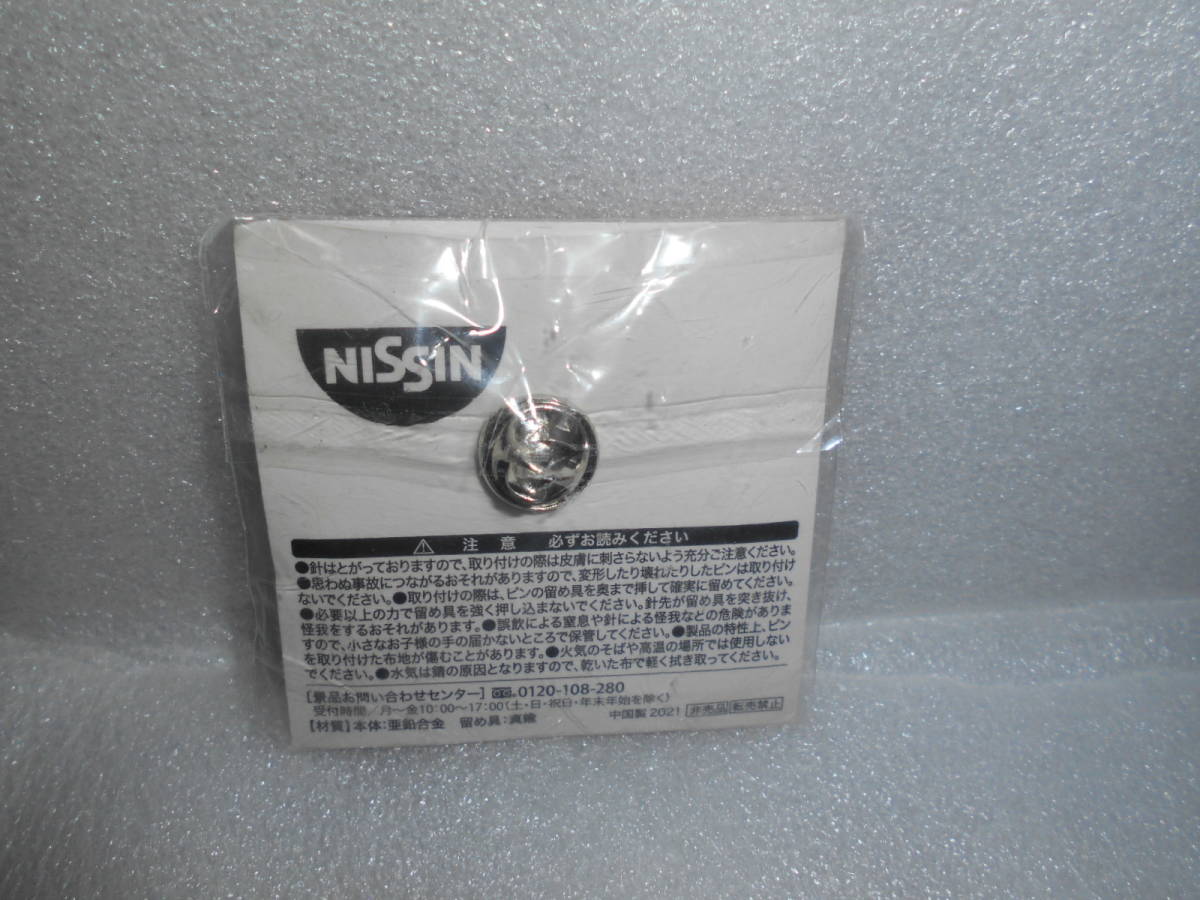 NISSIN
⚠ 注意 必ずお読みください
●針はとがっておりますので、取り付けの際は皮膚に刺さらないよう充分ご注意ください。
●思わぬ事故につながるおそれがありますので、変形したり壊れたりしたピンは取り付け
ないでください。●取り付けの際は、ピンの留め具を奥まで挿して確実に留めてください。
●必要以上の力で留め具を強く押し込まないでください。針先が留め具を突き抜け、
怪我をするおそれがあります。●誤飲による窒息や針による怪我などの危険がありま
すので、小さなお子様の手の届かないところで保管してください。●製品の特性上、ピン
を取り付けた布地が傷むことがあります。●火気のそばや高温の場所では使用しない
でください。●水気は錆の原因となりますので、乾いた布で軽く拭き取ってください。
【景品お問い合わせセンター】 0120-108-280
受付時間/月〜金10:00〜17:00(土・日・祝日・年末年始を除く)
【材質】本体:亜鉛合金 留め具:真鍮 中国製 2021 非売品 転売禁止